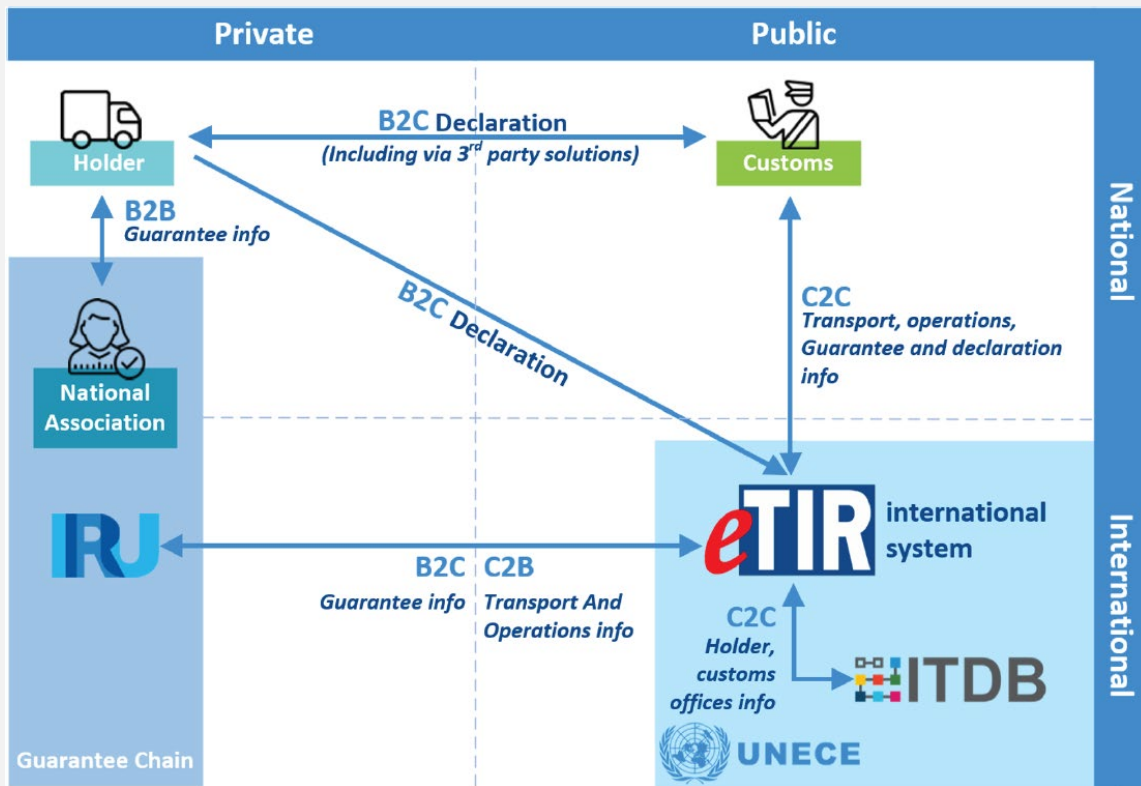 Private
Public
National
International
Holder
B2C Declaration
(Including via 3rd party solutions)
Customs
B2B
Guarantee info
B2C Declaration
C2C
Transport, operations,
Guarantee and declaration
info
National
Association
IRU
B2C
Guarantee info
C2B
Transport And
Operations info
eTIR
international
system
C2C
Holder,
customs
offices info
ITDB
UNECE
Guarantee Chain